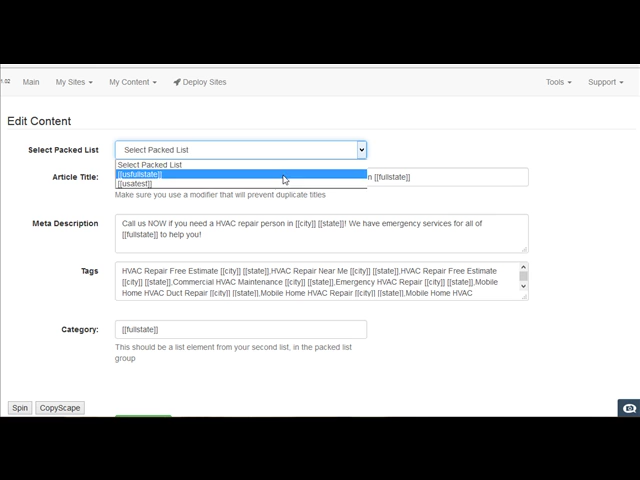 1.02 Main My Sites My Content Deploy Sites Tools Support
Edit Content
Select Packed List Select Packed List
Select Packed List
[[usfullstate]]
[[usatest]]
Article Title: n [[fullstate]]
Make sure you use a modifier that will prevent duplicate titles
Meta Description Call us NOW if you need a HVAC repair person in [[city]] [[state]]! We have emergency services for all of
[[fullstate]] to help you!
Tags HVAC Repair Free Estimate [[city]] [[state]],HVAC Repair Near Me [[city]] [[state]],HVAC Repair Free Estimate
[[city]] [[state]],Commercial HVAC Maintenance [[city]] [[state]],Emergency HVAC Repair [[city]] [[state]],Mobile
Home HVAC Duct Repair [[city]] [[state]],Mobile Home HVAC Repair [[city]] [[state]],Mobile Home HVAC
Category: [[fullstate]]
This should be a list element from your second list, in the packed list
group
Spin CopyScape